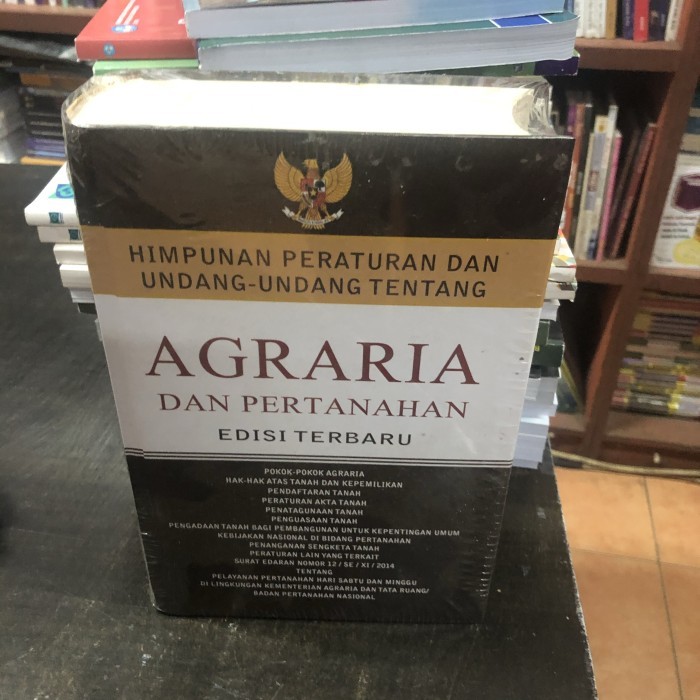 HIMPUNAN PERATURAN DAN
UNDANG-UNDANG TENTANG
AGRARIA
DAN PERTANAHAN
EDISI TERBARU
POKOK-POKOK AGRARIA
HAK-HAK ATAS TANAH DAN KEPEMILIKAN
PENDAFTARAN TANAH
PERATURAN AKTA TANAH
PENATAGUNAAN TANAH
PENGUASAAN TANAH
PENGADAAN TANAH BAGI PEMBANGUNAN UNTUK KEPENTINGAN UMUM
KEBIJAKAN NASIONAL DI BIDANG PERTANAHAN
PENANGANAN SENGKETA TANAH
PERATURAN LAIN YANG TERKAIT
SURAT EDARAN NOMOR 12 / SE / XI / 2014
TENTANG
PELAYANAN PERTANAHAN HARI SABTU DAN MINGGU
DI LINGKUNGAN KEMENTERIAN AGRARIA DAN TATA RUANG/
BADAN PERTANAHAN NASIONAL